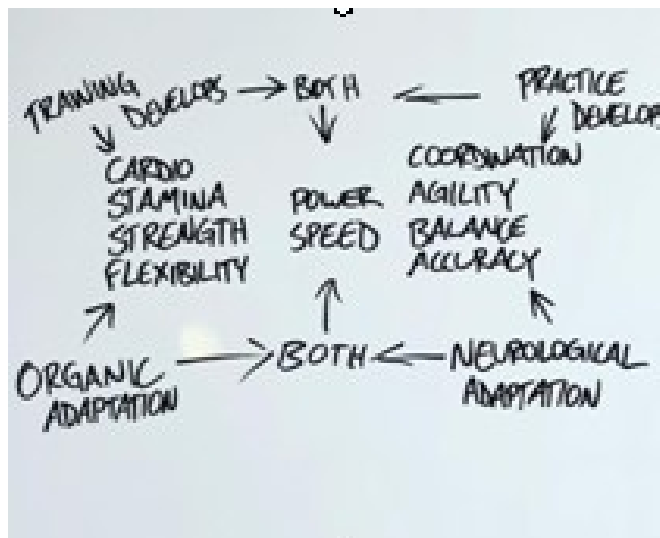 TRAINING DEVELOPS → BOTH ← PRACTICE DEVELOPS
CARDIO
STAMINA
STRENGTH
FLEXIBILITY
POWER
SPEED
COORDINATION
AGILITY
BALANCE
ACCURACY
ORGANIC ADAPTATION → BOTH ← NEUROLOGICAL ADAPTATION